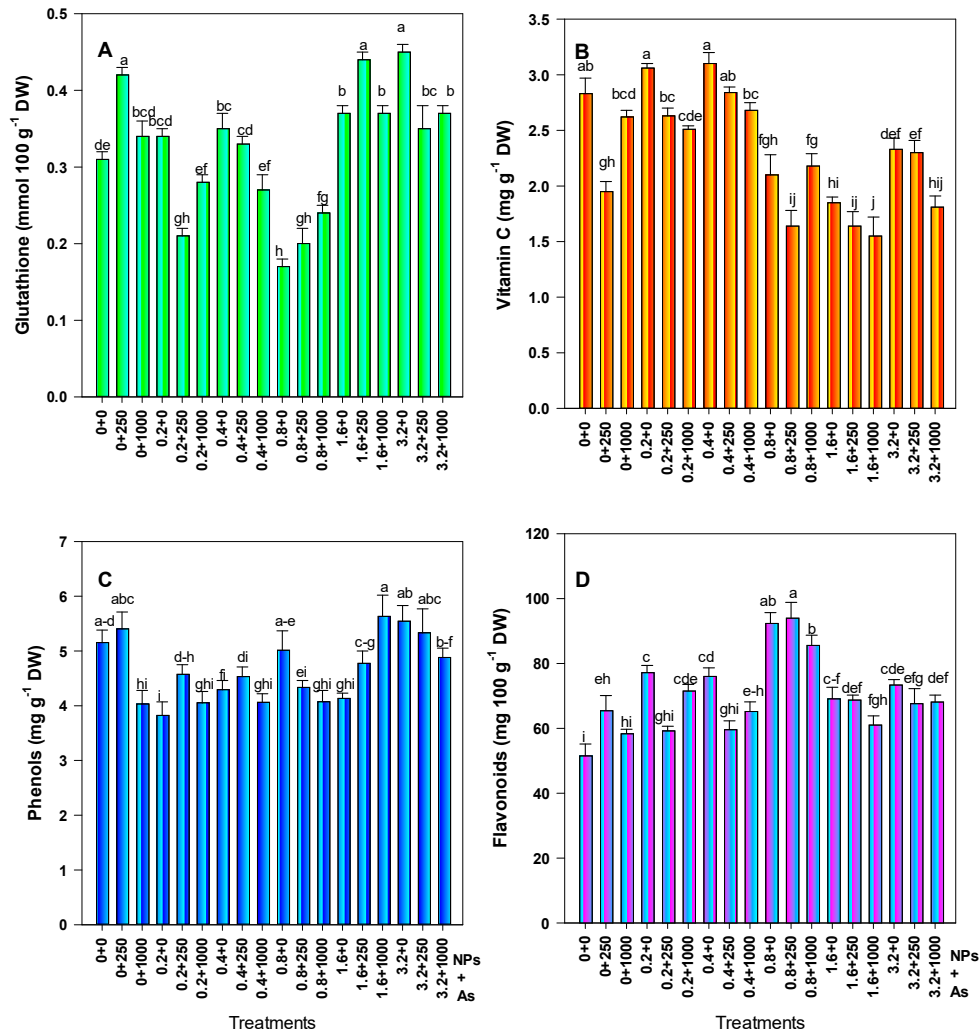 A
Glutathione (mmol 100 g-1 DW)
0.5
0.4
0.3
0.2
0.1
0.0
de
a
bcd
bcd
gh
ef
bc
cd
ef
h
gh
fg
b
a
b
a
bc
b
0+0
0+250
0+1000
0.2+0
0.2+250
0.2+1000
0.4+0
0.4+250
0.4+1000
0.8+0
0.8+250
0.8+1000
1.6+0
1.6+250
1.6+1000
3.2+0
3.2+250
3.2+1000
B
Vitamin C (mg g-1 DW)
3.5
3.0
2.5
2.0
1.5
1.0
0.5
0.0
ab
gh
bcd
a
bc
cde
a
ab
bc
fgh
ij
fg
hi
ij
j
def
ef
hij
0+0
0+250
0+1000
0.2+0
0.2+250
0.2+1000
0.4+0
0.4+250
0.4+1000
0.8+0
0.8+250
0.8+1000
1.6+0
1.6+250
1.6+1000
3.2+0
3.2+250
3.2+1000
C
Phenols (mg g-1 DW)
7
6
5
4
3
2
1
0
a-d
abc
hi
i
d-h
ghi
fi
di
ghi
a-e
ei
ghi
ghi
c-g
a
ab
abc
b-f
0+0
0+250
0+1000
0.2+0
0.2+250
0.2+1000
0.4+0
0.4+250
0.4+1000
0.8+0
0.8+250
0.8+1000
1.6+0
1.6+250
1.6+1000
3.2+0
3.2+250
3.2+1000
NPs
+
As
Treatments
D
Flavonoids (mg 100 g-1 DW)
120
100
80
60
40
20
0
i
eh
hi
c
ghi
cde
cd
ghi
e-h
ab
a
b
c-f
def
fgh
cde
efg
def
0+0
0+250
0+1000
0.2+0
0.2+250
0.2+1000
0.4+0
0.4+250
0.4+1000
0.8+0
0.8+250
0.8+1000
1.6+0
1.6+250
1.6+1000
3.2+0
3.2+250
3.2+1000
NPs
+
As
Treatments